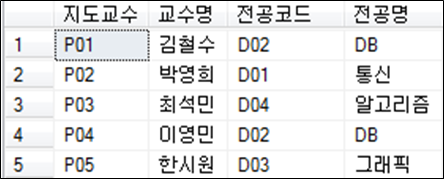 지도교수 교수명 전공코드 전공명
1 P01 김철수 D02 DB
2 P02 박영희 D01 통신
3 P03 최석민 D04 알고리즘
4 P04 이영민 D02 DB
5 P05 한시원 D03 그래픽